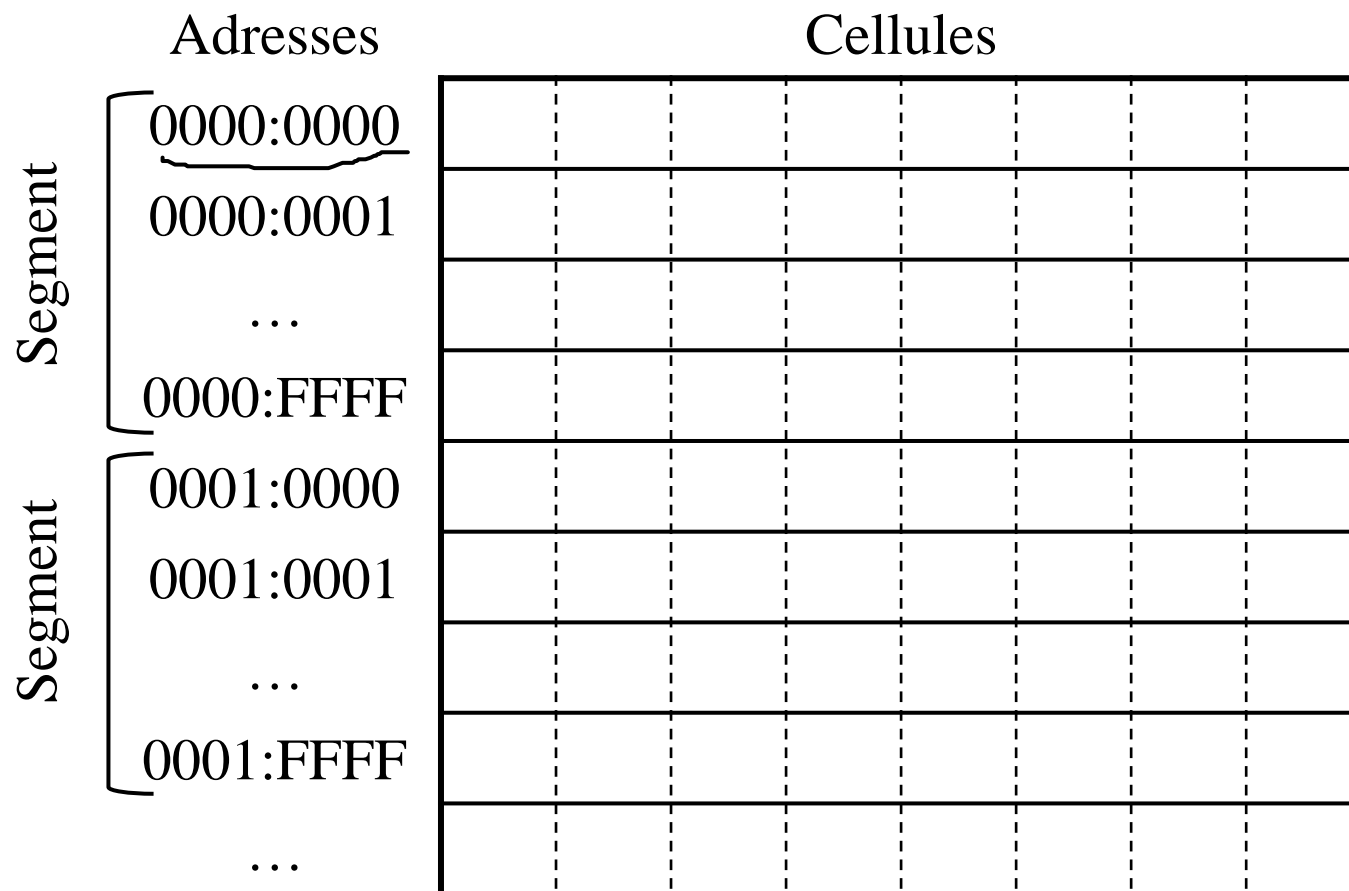 Adresses Cellules
Segment
0000:0000
0000:0001
...
0000:FFFF
Segment
0001:0000
0001:0001
...
0001:FFFF
...